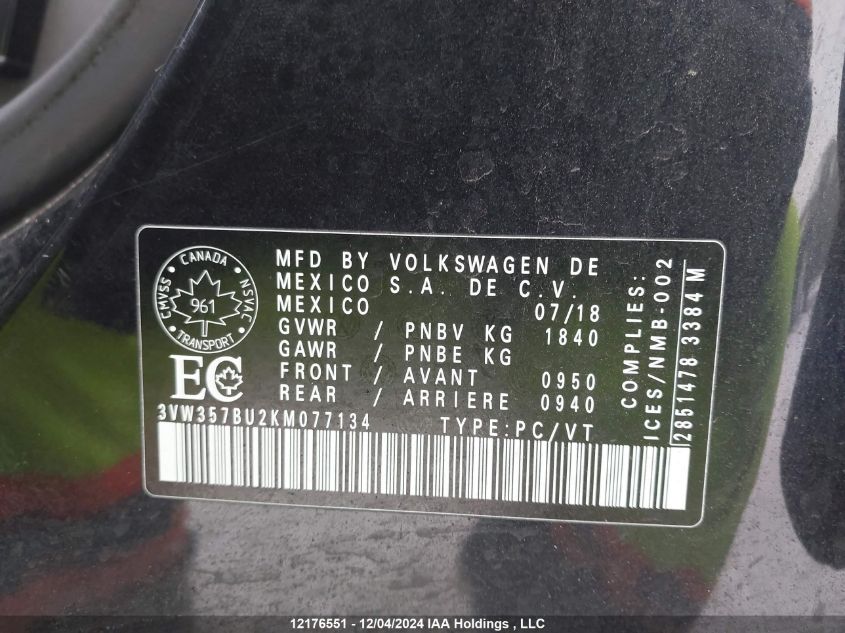 CANADA
CMVSS
NSVAC
961
TRANSPORT
EC
MFD BY VOLKSWAGEN DE
MEXICO S.A. DE C.V.
MEXICO 07/18
GVWR / PNBV KG 1840
GAWR / PNBE KG
FRONT / AVANT 0950
REAR / ARRIERE 0940
3VW357BU2KM077134 TYPE:PC/VT
COMPLIES:
ICES/NMB-002
2851478 3384 M
12176551 - 12/04/2024 IAA Holdings , LLC